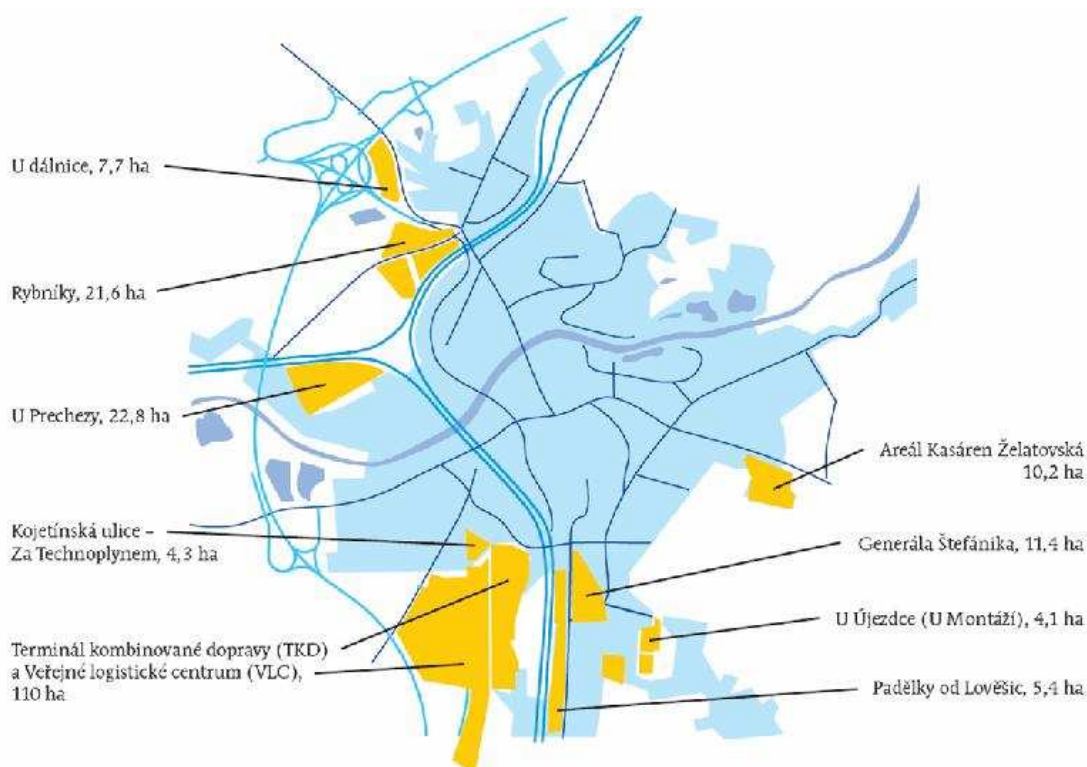 U dálnice, 7,7 ha
Rybníky, 21,6 ha
U Prechezy, 22,8 ha
Kojetínská ulice –
Za Technoplynem, 4,3 ha
Terminál kombinované dopravy (TKD)
a Veřejné logistické centrum (VLC),
110 ha
Areál Kasáren Želatovská
10,2 ha
Generála Štefánika, 11,4 ha
U Újezdce (U Montáží), 4,1 ha
Padělky od Lověšic, 5,4 ha